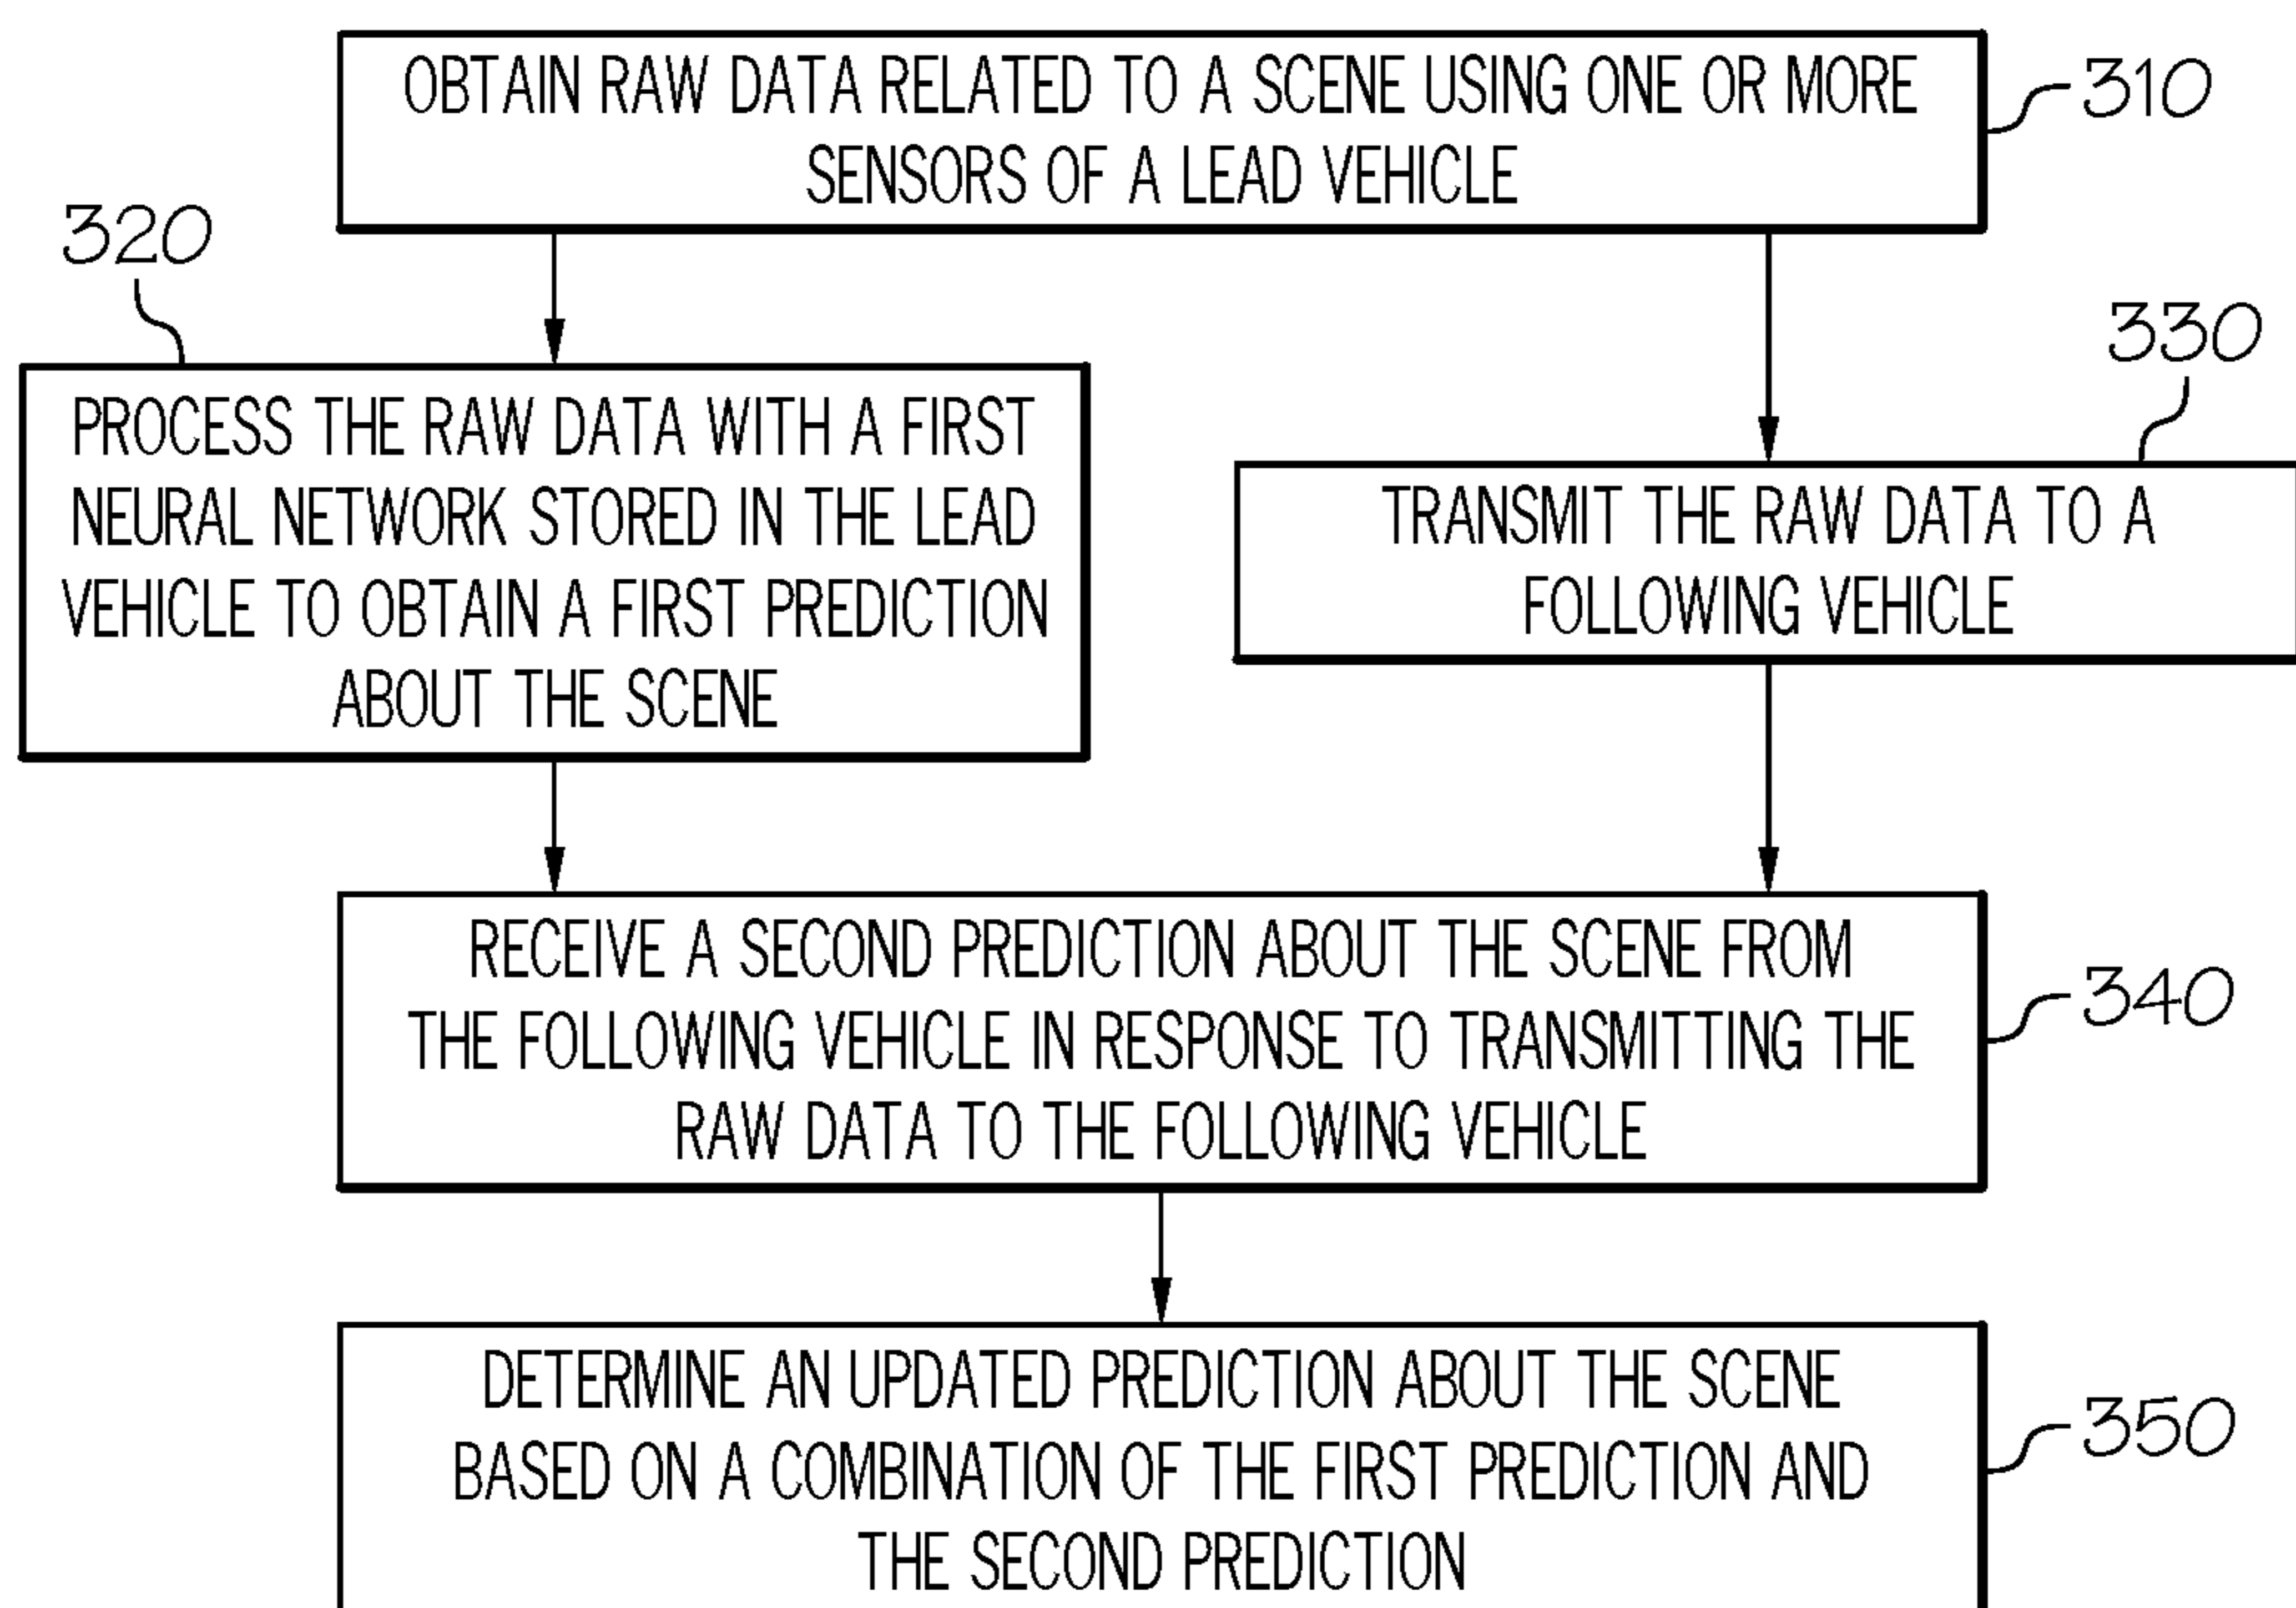 OBTAIN RAW DATA RELATED TO A SCENE USING ONE OR MORE
SENSORS OF A LEAD VEHICLE
310
320
PROCESS THE RAW DATA WITH A FIRST
NEURAL NETWORK STORED IN THE LEAD
VEHICLE TO OBTAIN A FIRST PREDICTION
ABOUT THE SCENE
330
TRANSMIT THE RAW DATA TO A
FOLLOWING VEHICLE
RECEIVE A SECOND PREDICTION ABOUT THE SCENE FROM
THE FOLLOWING VEHICLE IN RESPONSE TO TRANSMITTING THE
RAW DATA TO THE FOLLOWING VEHICLE
340
DETERMINE AN UPDATED PREDICTION ABOUT THE SCENE
BASED ON A COMBINATION OF THE FIRST PREDICTION AND
THE SECOND PREDICTION
350